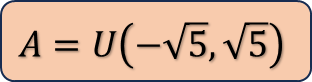 A = U(−√5, √5)